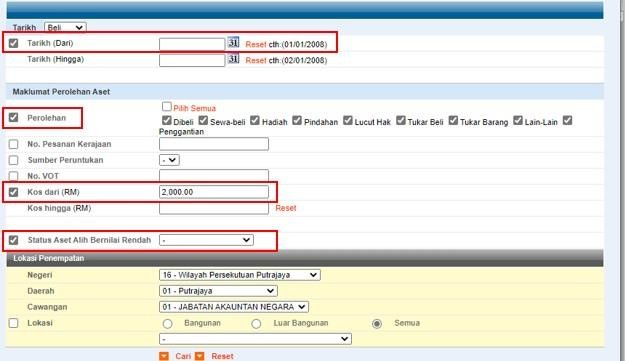 Tarikh Beli
Tarikh (Dari) 31 Reset cth:(01/01/2008)
Tarikh (Hingga) 31 Reset cth:(02/01/2008)
Maklumat Perolehan Aset
Pilih Semua
Perolehan Dibeli Sewa-beli Hadiah Pindahan Lucut Hak Tukar Beli Tukar Barang Lain-Lain
Penggantian
No. Pesanan Kerajaan
Sumber Peruntukan -
No. VOT
Kos dari (RM) 2,000.00
Kos hingga (RM) Reset
Status Aset Alih Bernilai Rendah -
Lokasi Penempatan
Negeri 16 - Wilayah Persekutuan Putrajaya
Daerah 01 - Putrajaya
Cawangan 01 - JABATAN AKAUNTAN NEGARA
Lokasi Bangunan Luar Bangunan Semua
-
Cari Reset